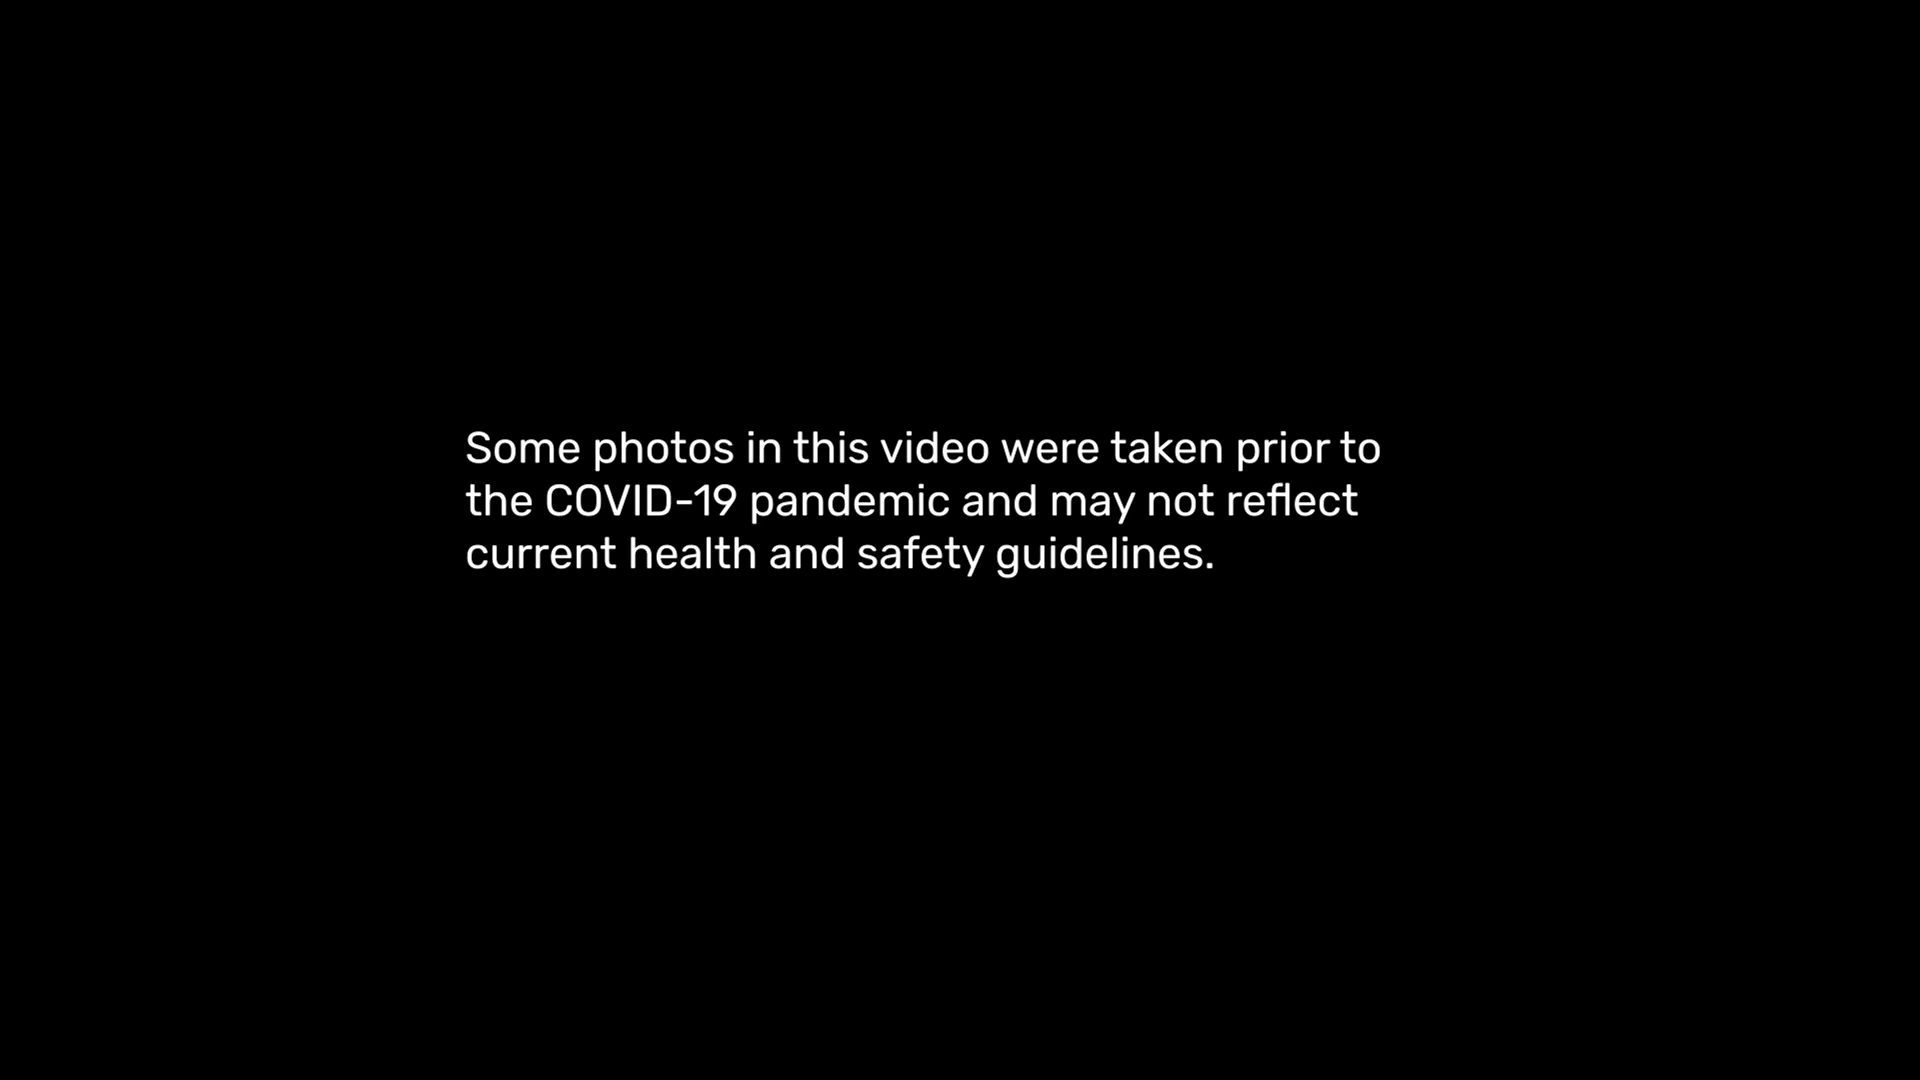 Some photos in this video were taken prior to
the COVID-19 pandemic and may not reflect
current health and safety guidelines.